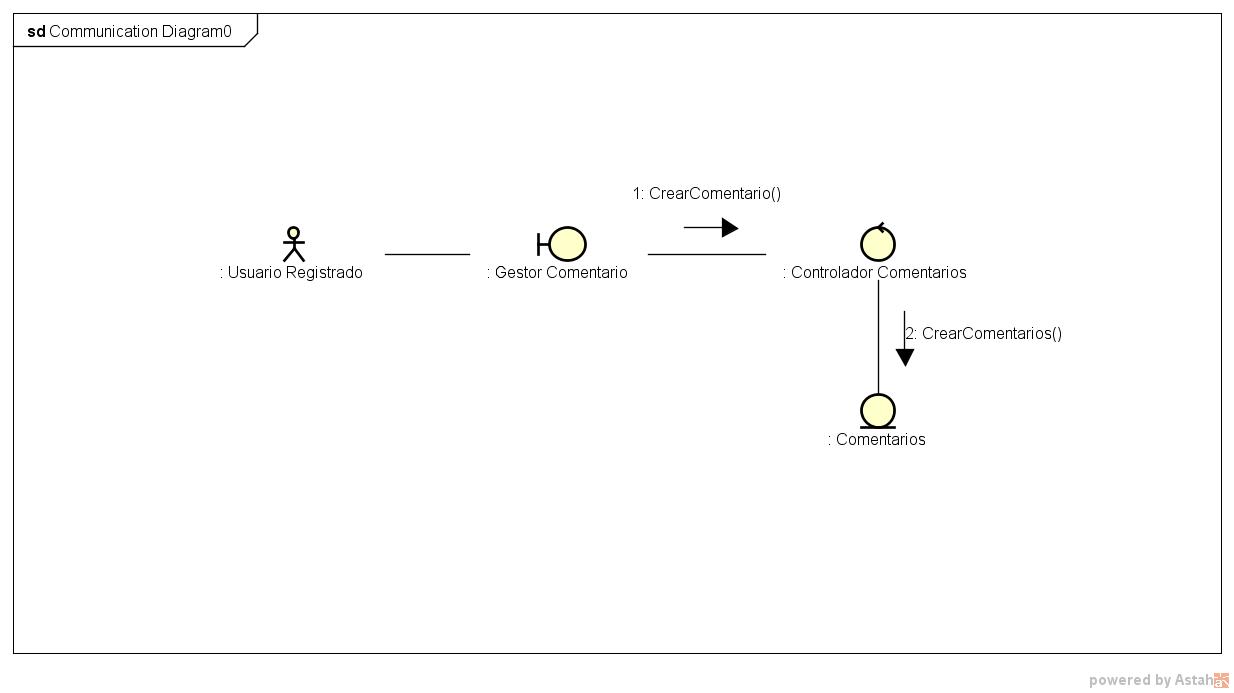 sd Communication Diagram0
1: CrearComentario()
: Usuario Registrado
: Gestor Comentario
: Controlador Comentarios
2: CrearComentarios()
: Comentarios
powered by Astah